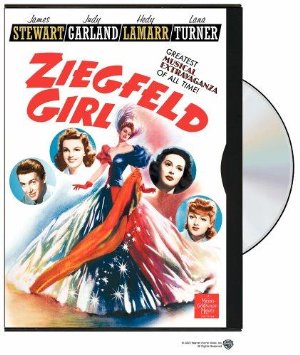 James Judy Hedy Lana
STEWART/GARLAND/LAMARR/TURNER
ZIEGFELD
GIRL
GREATEST
MUSICAL
EXTRAVAGANZA
OF ALL TIME!